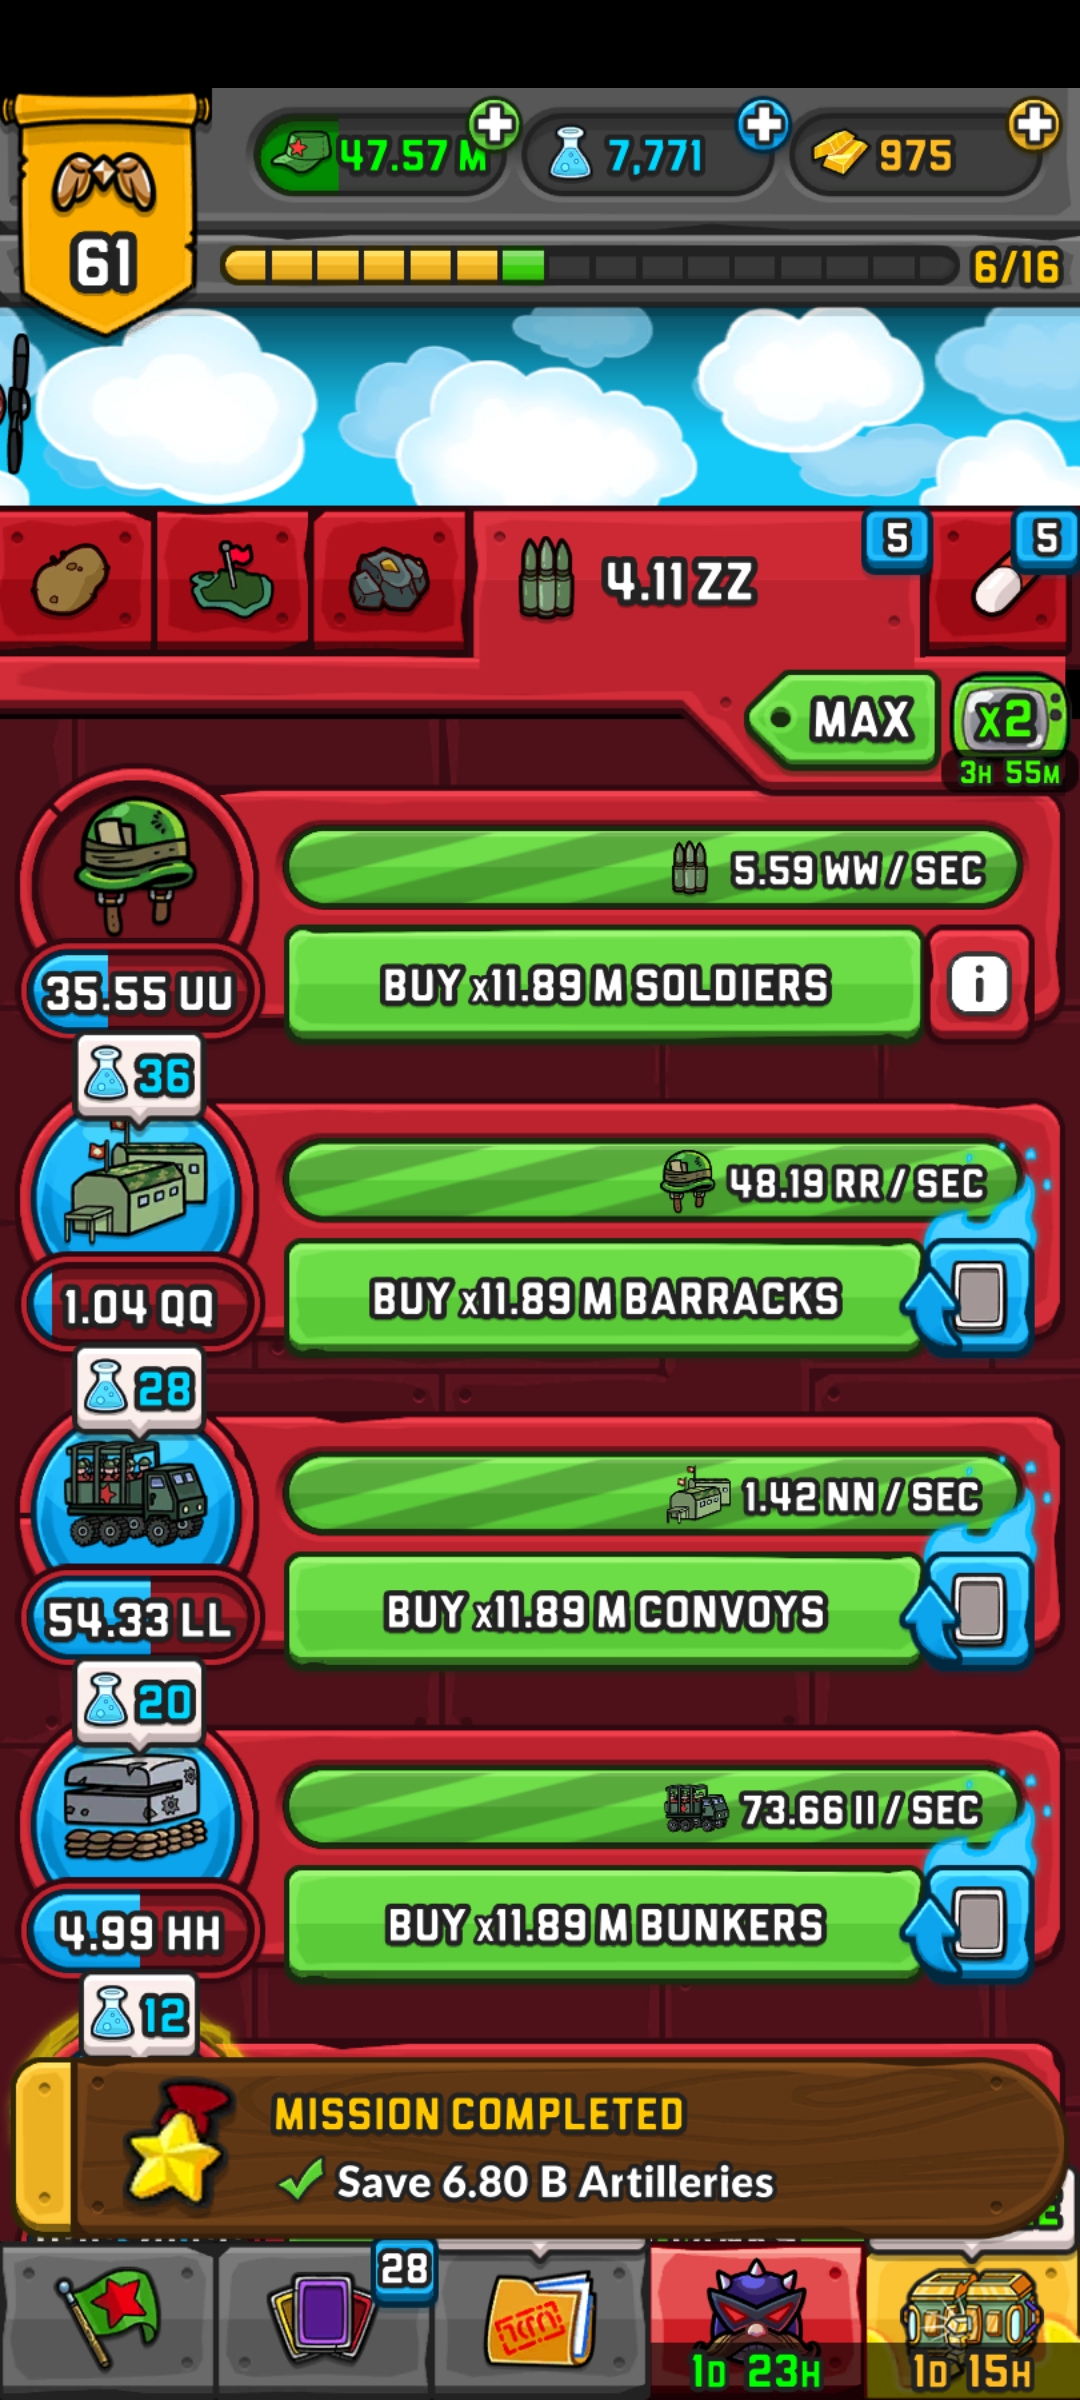 47.57 M
7,771
975
61
6/16
4.11 ZZ
5
5
MAX
x2
3H 55M
5.59 WW / SEC
BUY x11.89 M SOLDIERS
i
35.55 UU
36
48.19 RR / SEC
BUY x11.89 M BARRACKS
1.04 QQ
28
1.42 NN / SEC
BUY x11.89 M CONVOYS
54.33 LL
20
73.66 II / SEC
BUY x11.89 M BUNKERS
4.99 HH
12
MISSION COMPLETED
Save 6.80 B Artilleries
28
1D 23H
1D 15H